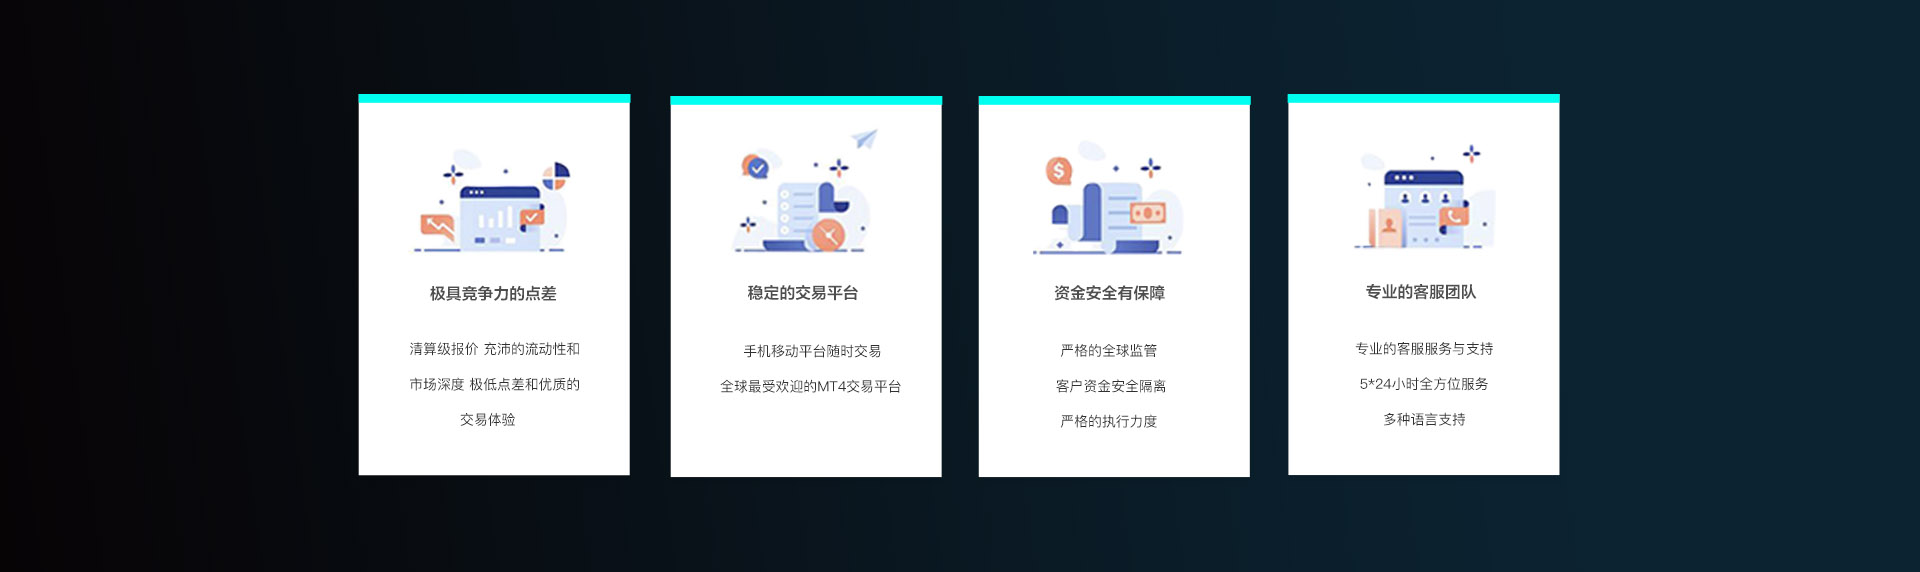 极具竞争力的点差
清算级报价 充沛的流动性和
市场深度 极低点差和优质的
交易体验
稳定的交易平台
手机移动平台随时交易
全球最受欢迎的MT4交易平台
资金安全有保障
严格的全球监管
客户资金安全隔离
严格的执行力度
专业的客服团队
专业的客服服务与支持
5*24小时全方位服务
多种语言支持